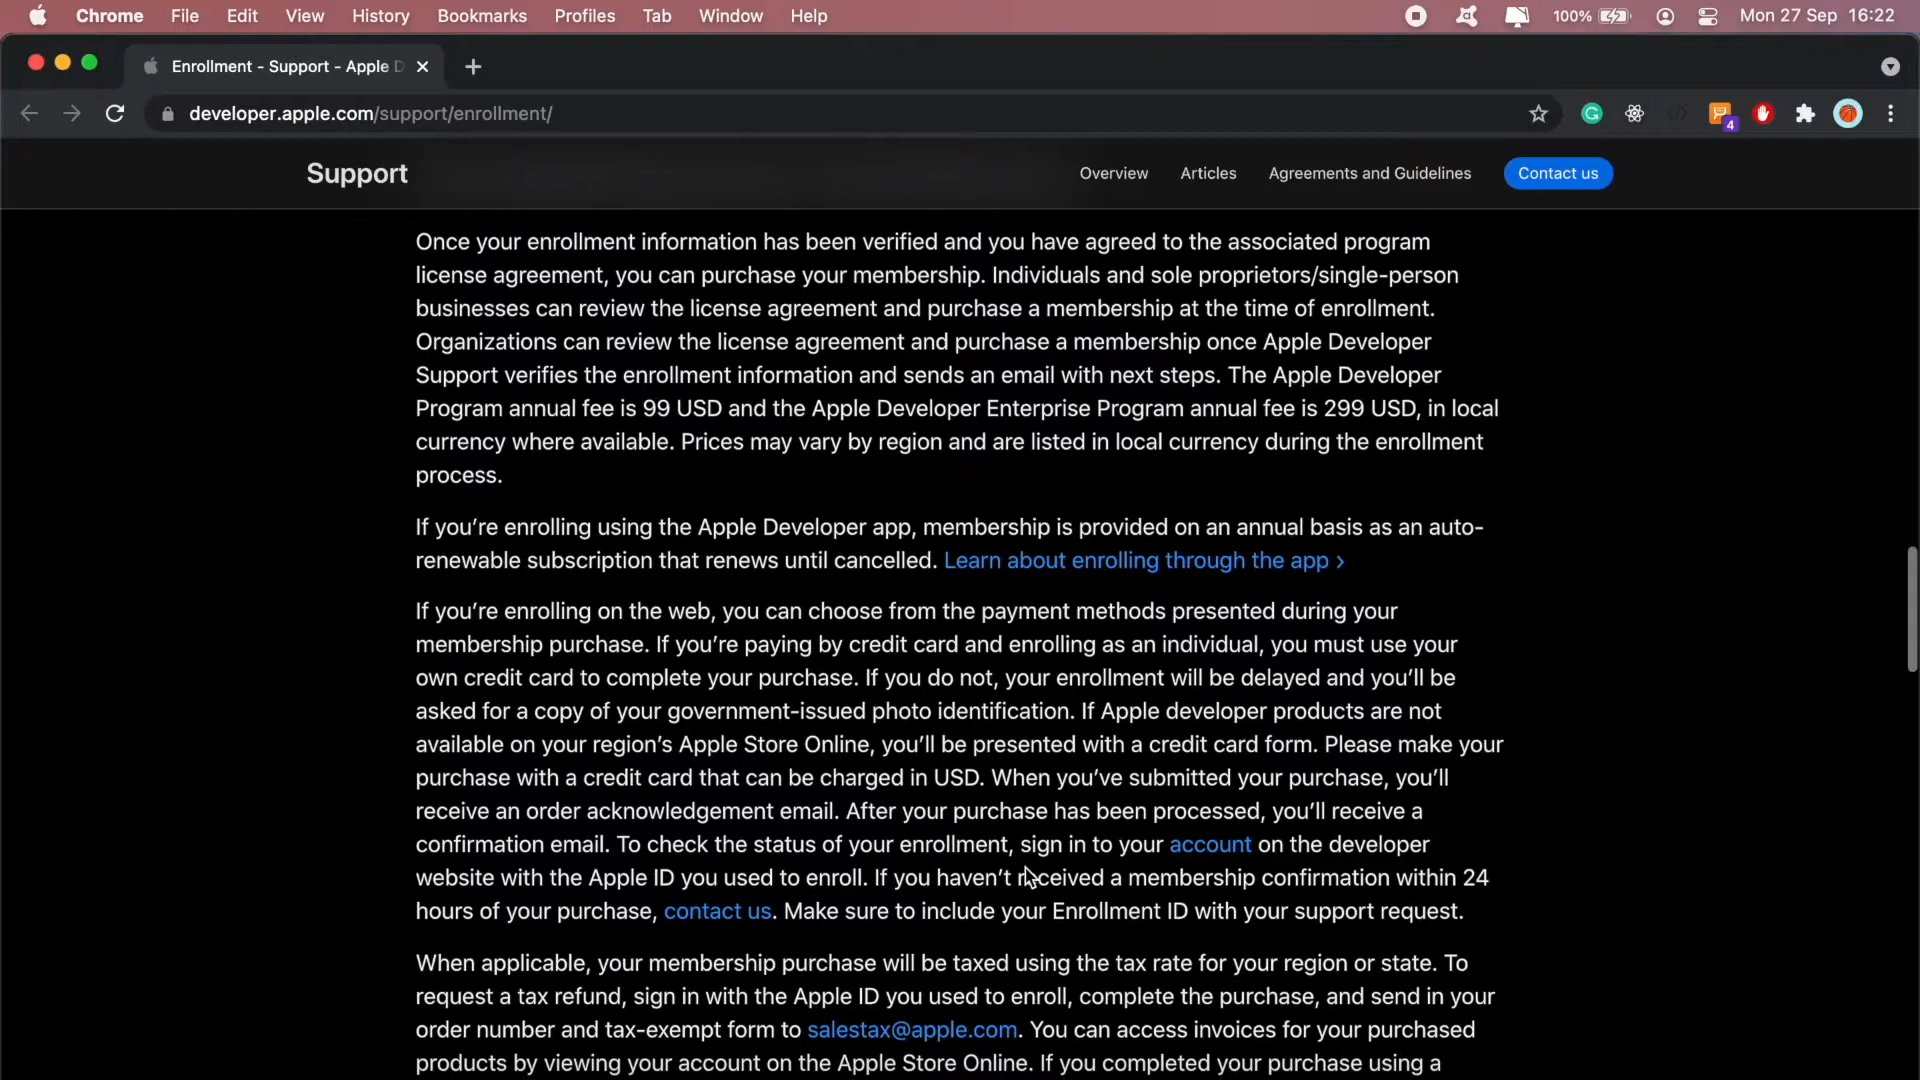 Chrome File Edit View History Bookmarks Profiles Tab Window Help 100% Mon 27 Sep 16:22
Enrollment - Support - Apple D
developer.apple.com/support/enrollment/
4
Support Overview Articles Agreements and Guidelines Contact us
Once your enrollment information has been verified and you have agreed to the associated program
license agreement, you can purchase your membership. Individuals and sole proprietors/single-person
businesses can review the license agreement and purchase a membership at the time of enrollment.
Organizations can review the license agreement and purchase a membership once Apple Developer
Support verifies the enrollment information and sends an email with next steps. The Apple Developer
Program annual fee is 99 USD and the Apple Developer Enterprise Program annual fee is 299 USD, in local
currency where available. Prices may vary by region and are listed in local currency during the enrollment
process.
If you’re enrolling using the Apple Developer app, membership is provided on an annual basis as an auto-
renewable subscription that renews until cancelled. Learn about enrolling through the app ›
If you’re enrolling on the web, you can choose from the payment methods presented during your
membership purchase. If you’re paying by credit card and enrolling as an individual, you must use your
own credit card to complete your purchase. If you do not, your enrollment will be delayed and you’ll be
asked for a copy of your government-issued photo identification. If Apple developer products are not
available on your region’s Apple Store Online, you’ll be presented with a credit card form. Please make your
purchase with a credit card that can be charged in USD. When you’ve submitted your purchase, you’ll
receive an order acknowledgement email. After your purchase has been processed, you’ll receive a
confirmation email. To check the status of your enrollment, sign in to your account on the developer
website with the Apple ID you used to enroll. If you haven’t received a membership confirmation within 24
hours of your purchase, contact us. Make sure to include your Enrollment ID with your support request.
When applicable, your membership purchase will be taxed using the tax rate for your region or state. To
request a tax refund, sign in with the Apple ID you used to enroll, complete the purchase, and send in your
order number and tax-exempt form to salestax@apple.com. You can access invoices for your purchased
products by viewing your account on the Apple Store Online. If you completed your purchase using a